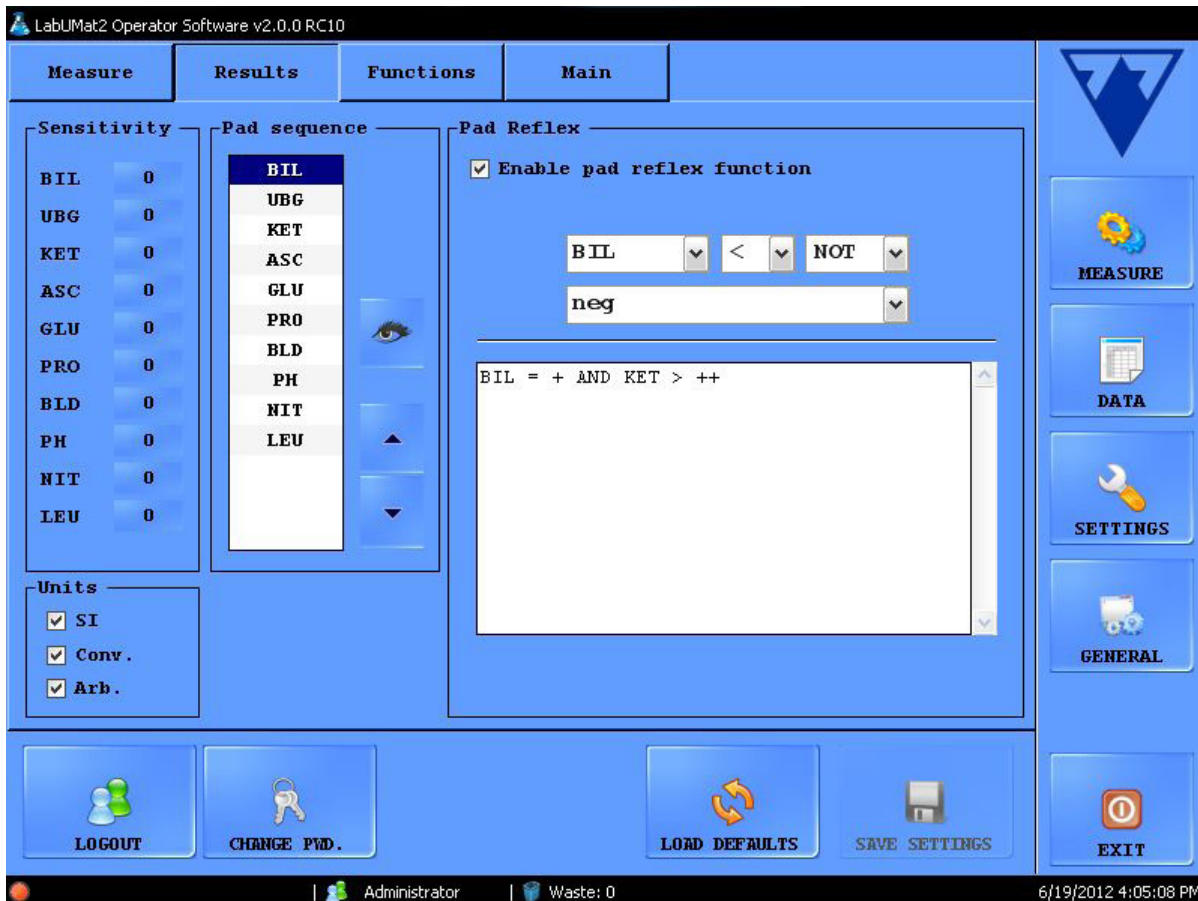 LabUMat2 Operator Software v2.0.0 RC10
Measure
Results
Functions
Main
Sensitivity
BIL 0
UBG 0
KET 0
ASC 0
GLU 0
PRO 0
BLD 0
PH 0
NIT 0
LEU 0
Units
SI
Conv.
Arb.
Pad sequence
BIL
UBG
KET
ASC
GLU
PRO
BLD
PH
NIT
LEU
Pad Reflex
Enable pad reflex function
BIL < NOT
neg
BIL = + AND KET > ++
MEASURE
DATA
SETTINGS
GENERAL
EXIT
LOGOUT
CHANGE PWD.
LOAD DEFAULTS
SAVE SETTINGS
Administrator
Waste: 0
6/19/2012 4:05:08 PM